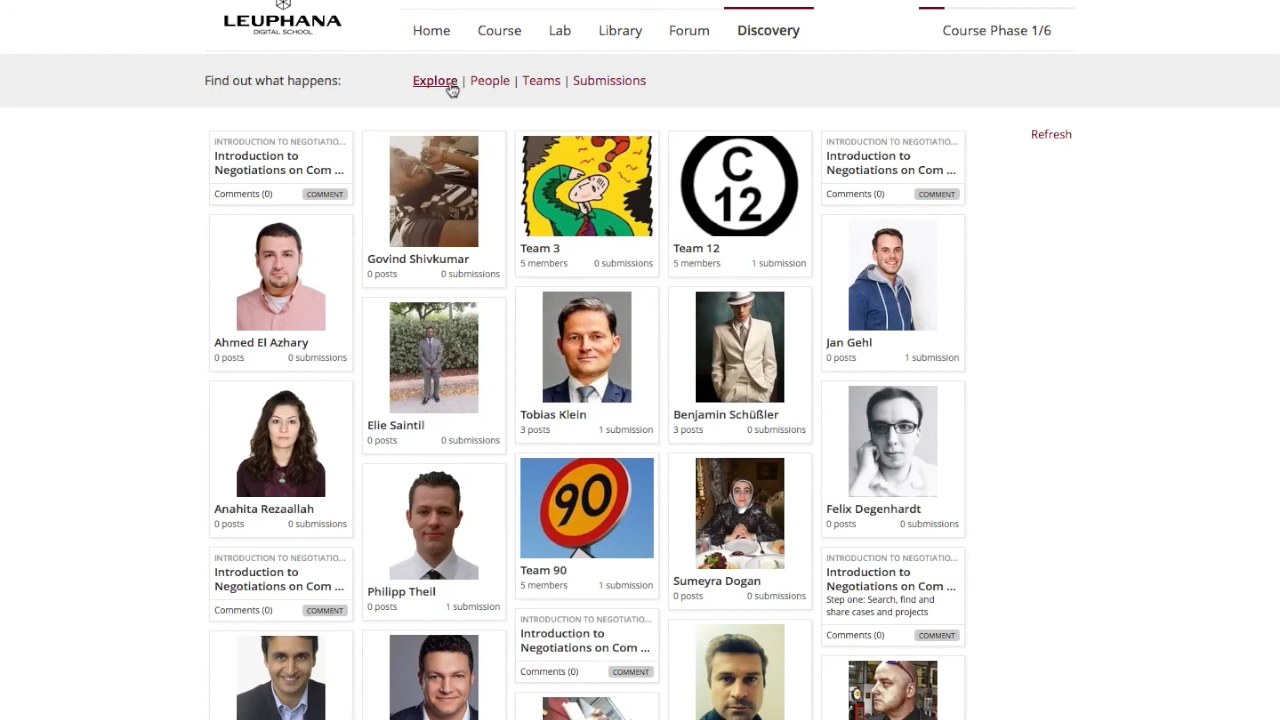 LEUPHANA
DIGITAL SCHOOL
Home Course Lab Library Forum Discovery Course Phase 1/6
Find out what happens: Explore | People | Teams | Submissions
Refresh
INTRODUCTION TO NEGOTIATIO...
Introduction to
Negotiations on Com ...
Comments (0) COMMENT
Ahmed El Azhary
0 posts 0 submissions
Anahita Rezaallah
0 posts 0 submissions
INTRODUCTION TO NEGOTIATIO...
Introduction to
Negotiations on Com ...
Comments (0) COMMENT
Govind Shivkumar
0 posts 0 submissions
Elie Saintil
0 posts 0 submissions
Philipp Theil
0 posts 1 submission
?
Team 3
5 members 0 submissions
Tobias Klein
3 posts 1 submission
90
Team 90
5 members 1 submission
INTRODUCTION TO NEGOTIATIO...
Introduction to
Negotiations on Com ...
Comments (0) COMMENT
C
12
Team 12
5 members 1 submission
Benjamin Schüßler
3 posts 0 submissions
Sumeyra Dogan
0 posts 0 submissions
INTRODUCTION TO NEGOTIATIO...
Introduction to
Negotiations on Com ...
Comments (0) COMMENT
Jan Gehl
0 posts 1 submission
Felix Degenhardt
0 posts 0 submissions
INTRODUCTION TO NEGOTIATIO...
Introduction to
Negotiations on Com ...
Step one: Search, find and
share cases and projects
Comments (0) COMMENT